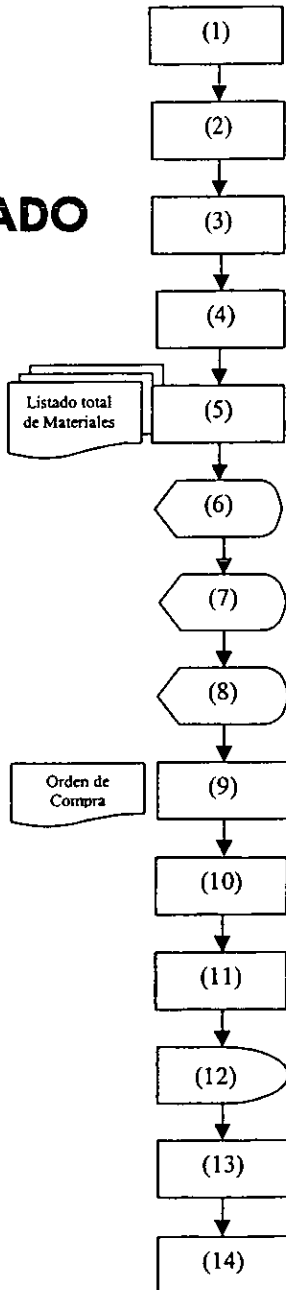 (1)
(2)
ADO
(3)
(4)
Listado total
de Materiales
(5)
(6)
(7)
(8)
Orden de
Compra
(9)
(10)
(11)
(12)
(13)
(14)